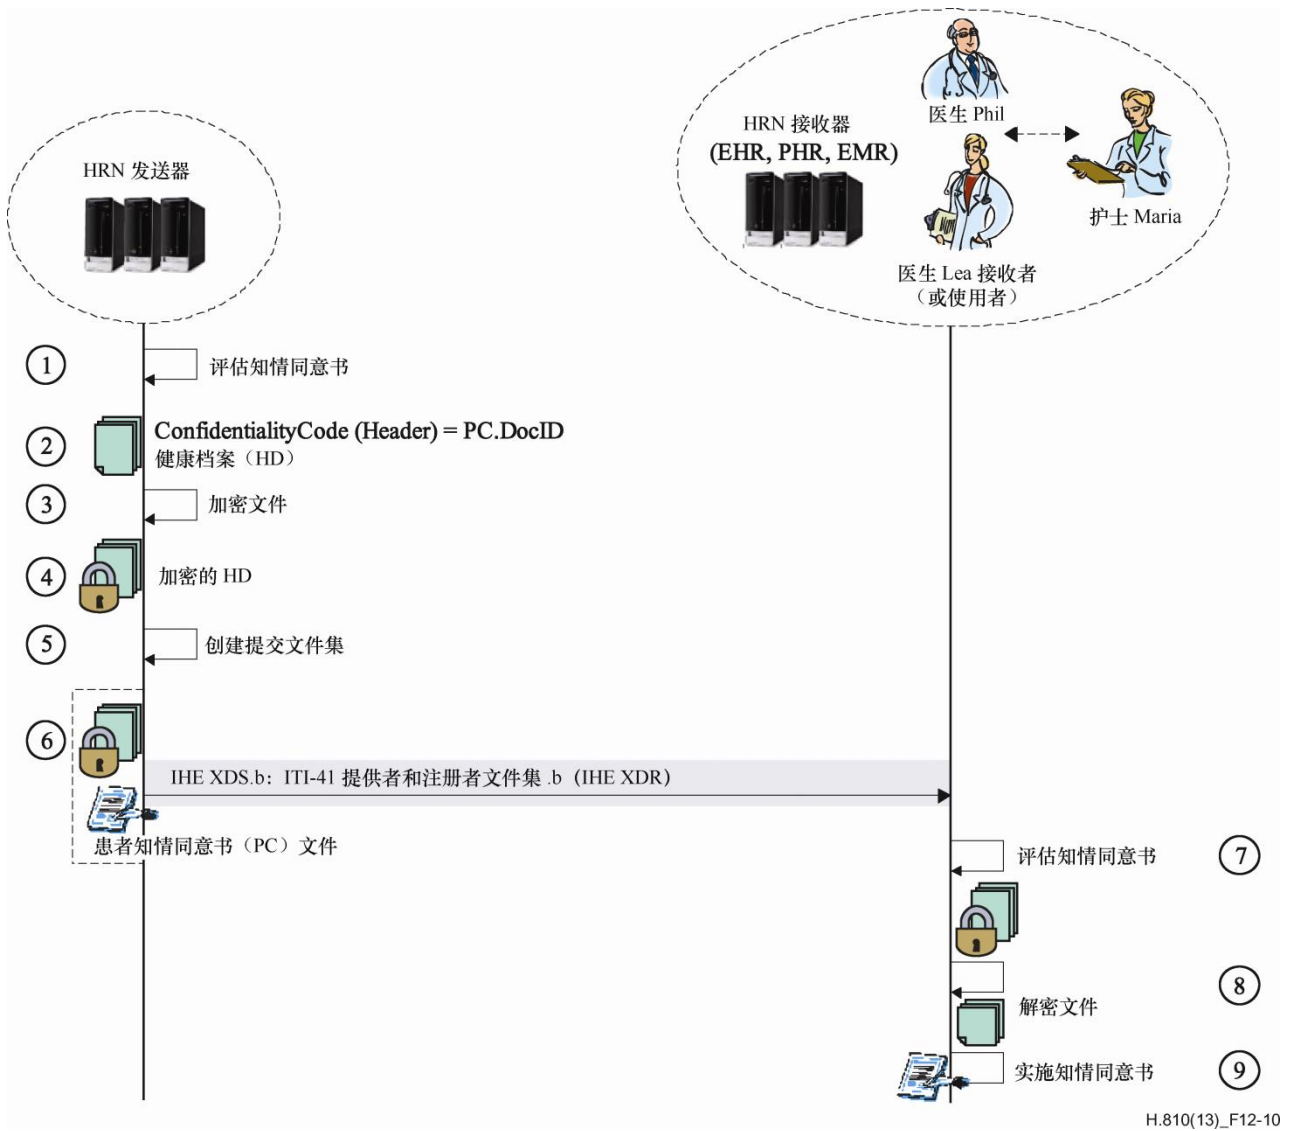 医生 Phil
HRN 接收器
(EHR, PHR, EMR)
护士 Maria
医生 Lea 接收者
（或使用者）
HRN 发送器
1
评估知情同意书
2
ConfidentialityCode (Header) = PC.DocID
健康档案（HD）
3
加密文件
4
加密的 HD
5
创建提交文件集
6
IHE XDS.b：ITI-41 提供者和注册者文件集 .b（IHE XDR）
患者知情同意书（PC）文件
评估知情同意书
7
8
解密文件
实施知情同意书
9
H.810(13)_F12-10